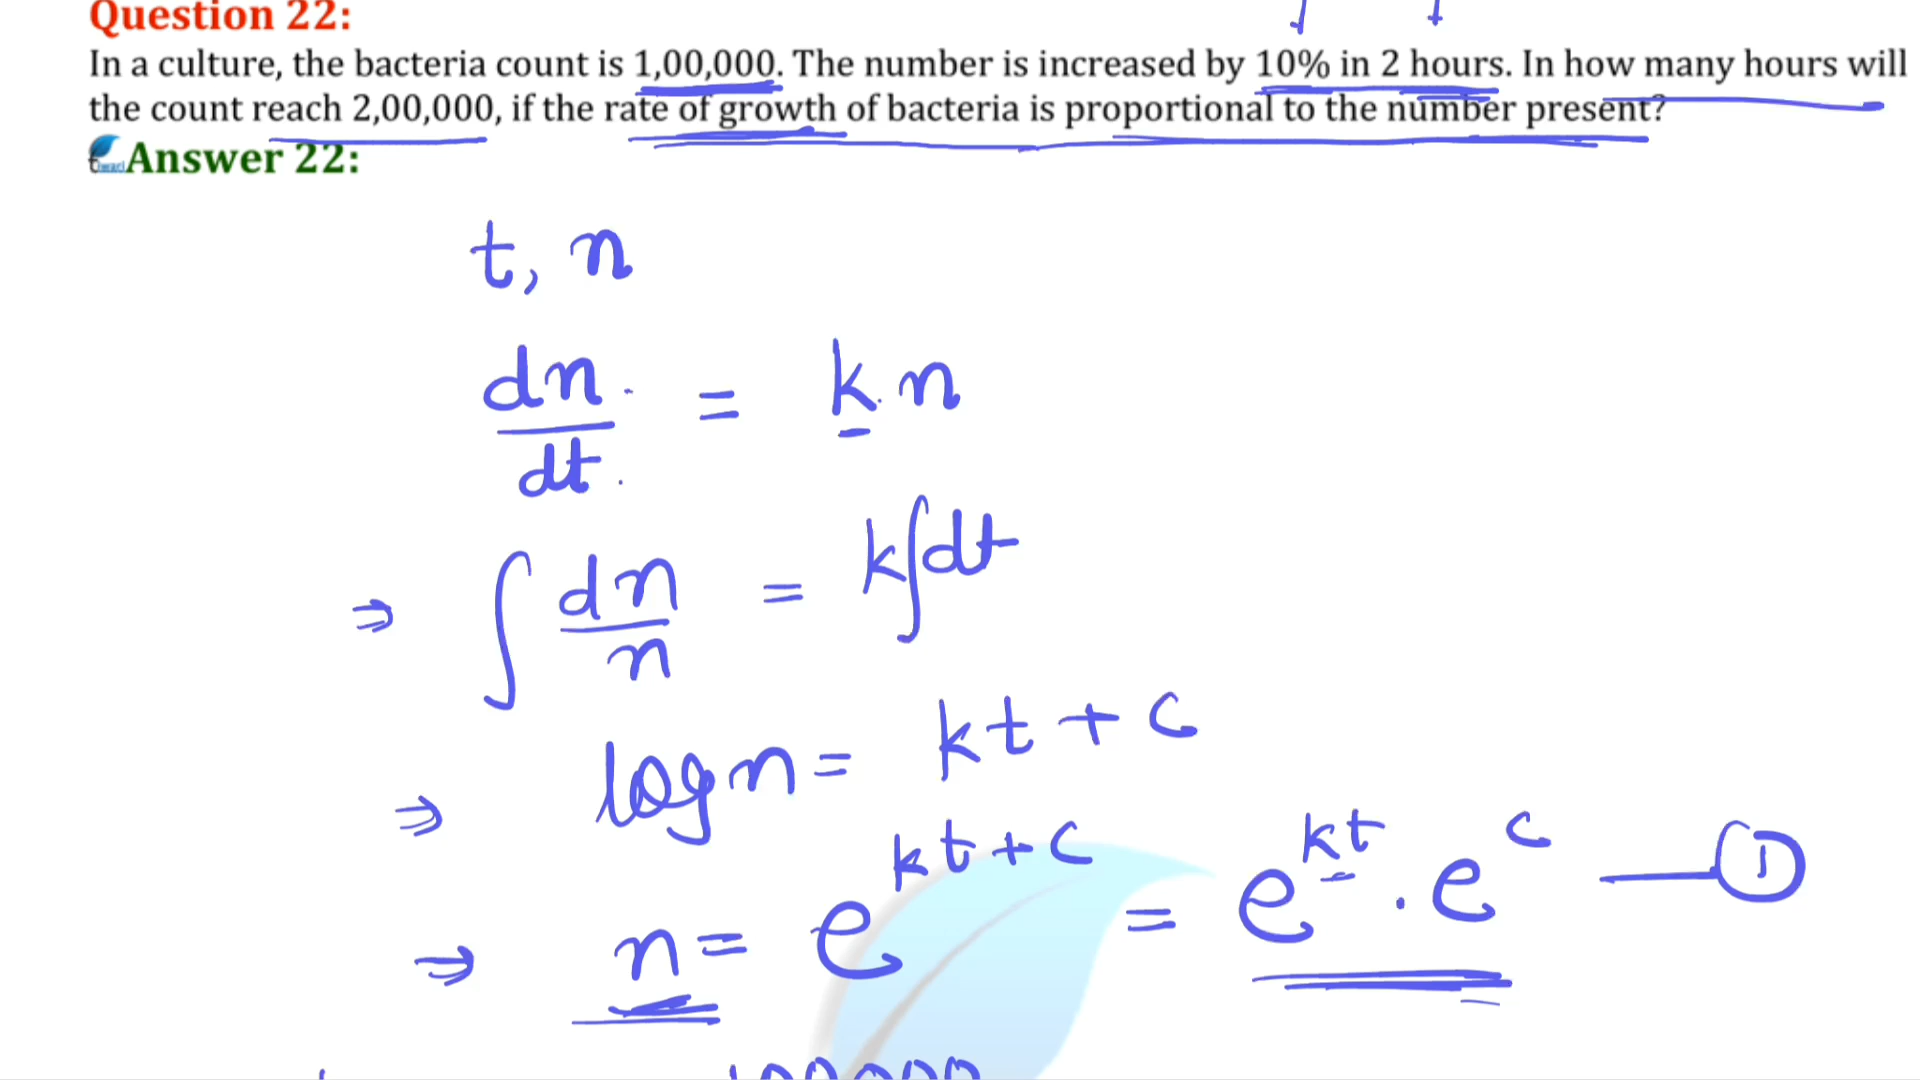 Question 22:
In a culture, the bacteria count is 1,00,000. The number is increased by 10% in 2 hours. In how many hours will
the count reach 2,00,000, if the rate of growth of bacteria is proportional to the number present?
Answer 22:
t, n
dn/dt = k.n
⇒ ∫ dn/n = k∫dt
⇒ log n = kt + c
⇒ n = e^(kt+c) = e^(kt) . e^c —①